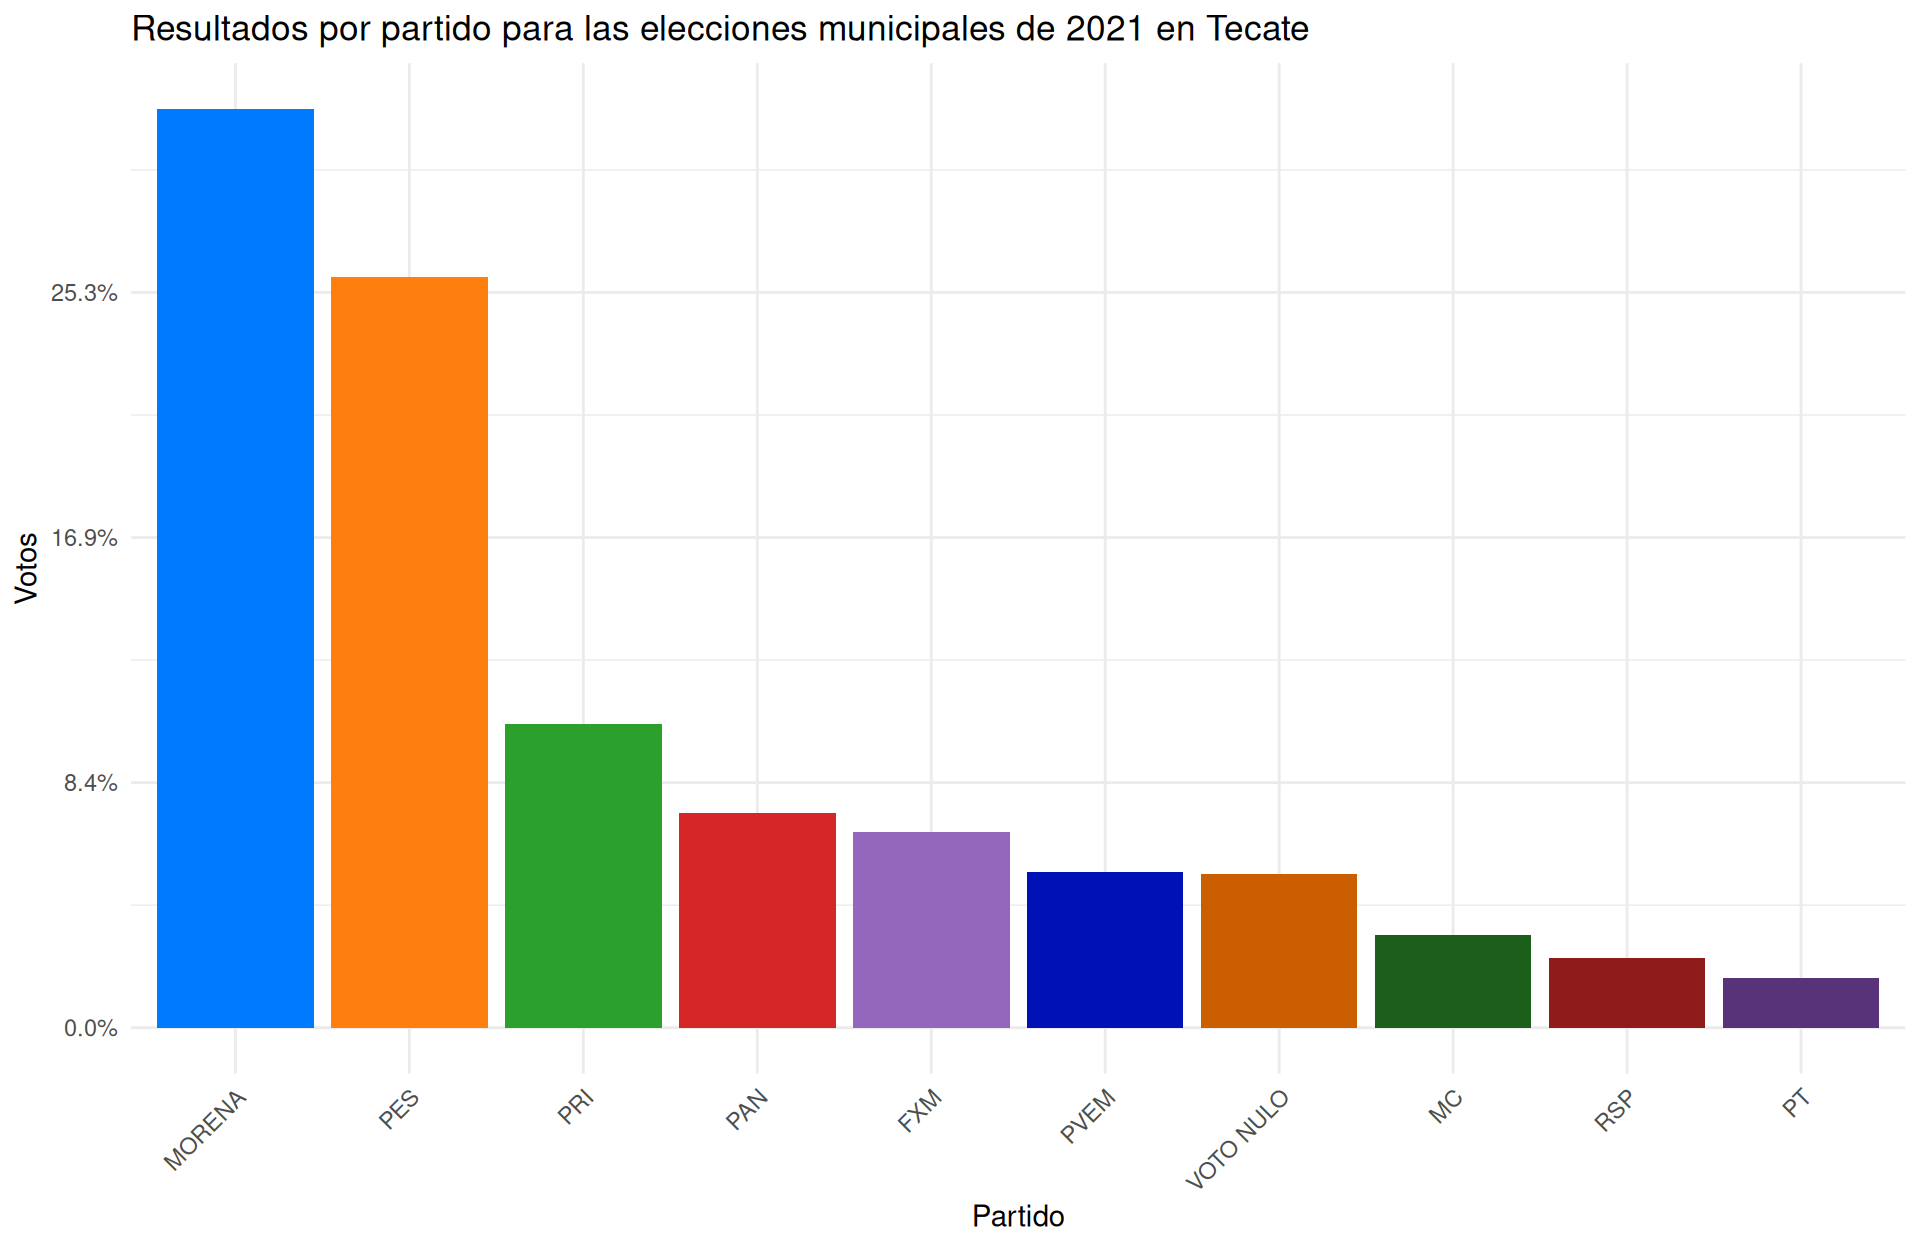 Resultados por partido para las elecciones municipales de 2021 en Tecate
Votos
25.3%
16.9%
8.4%
0.0%
MORENA
PES
PRI
PAN
FXM
PVEM
VOTO NULO
MC
RSP
PT
Partido